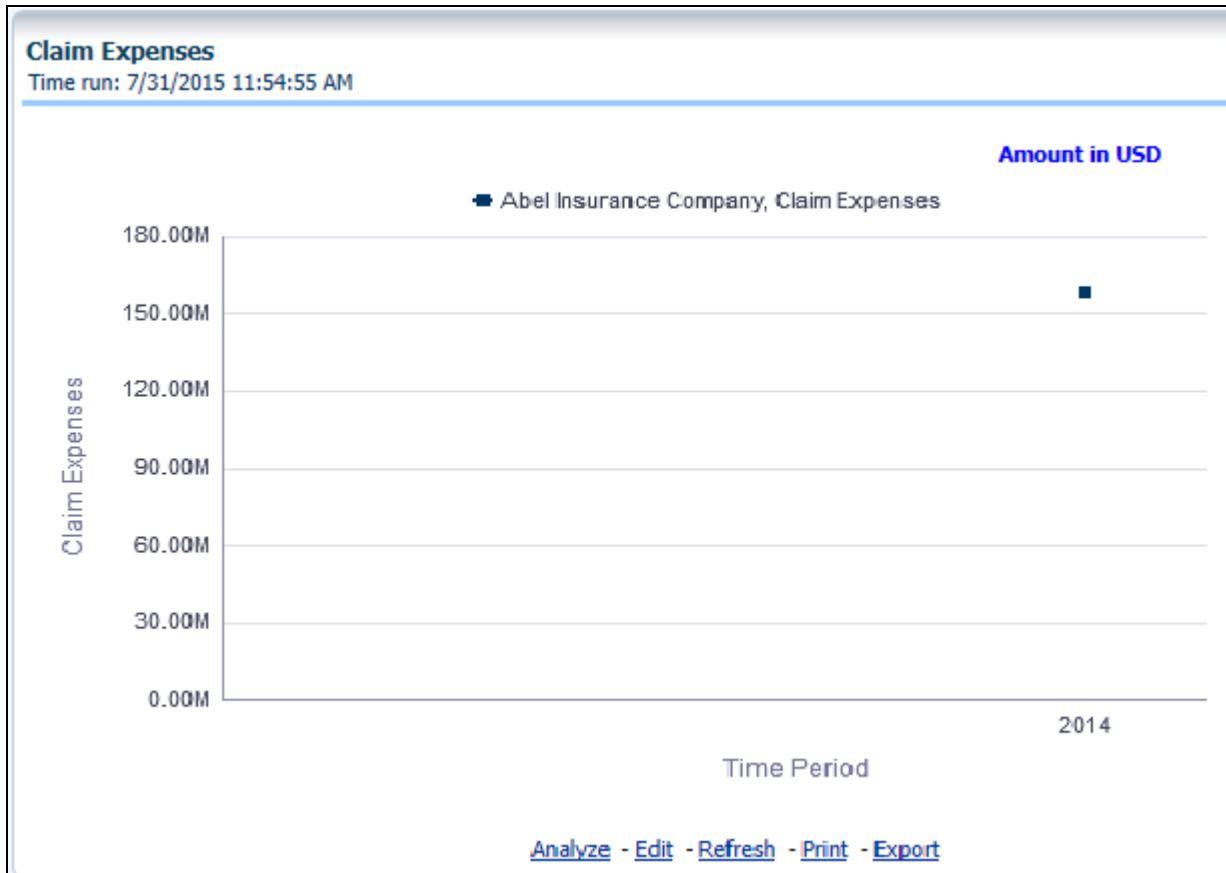 Claim Expenses
Time run: 7/31/2015 11:54:55 AM
Amount in USD
Abel Insurance Company, Claim Expenses
180.00M
150.00M
120.00M
90.00M
60.00M
30.00M
0.00M
Claim Expenses
2014
Time Period
Analyze - Edit - Refresh - Print - Export